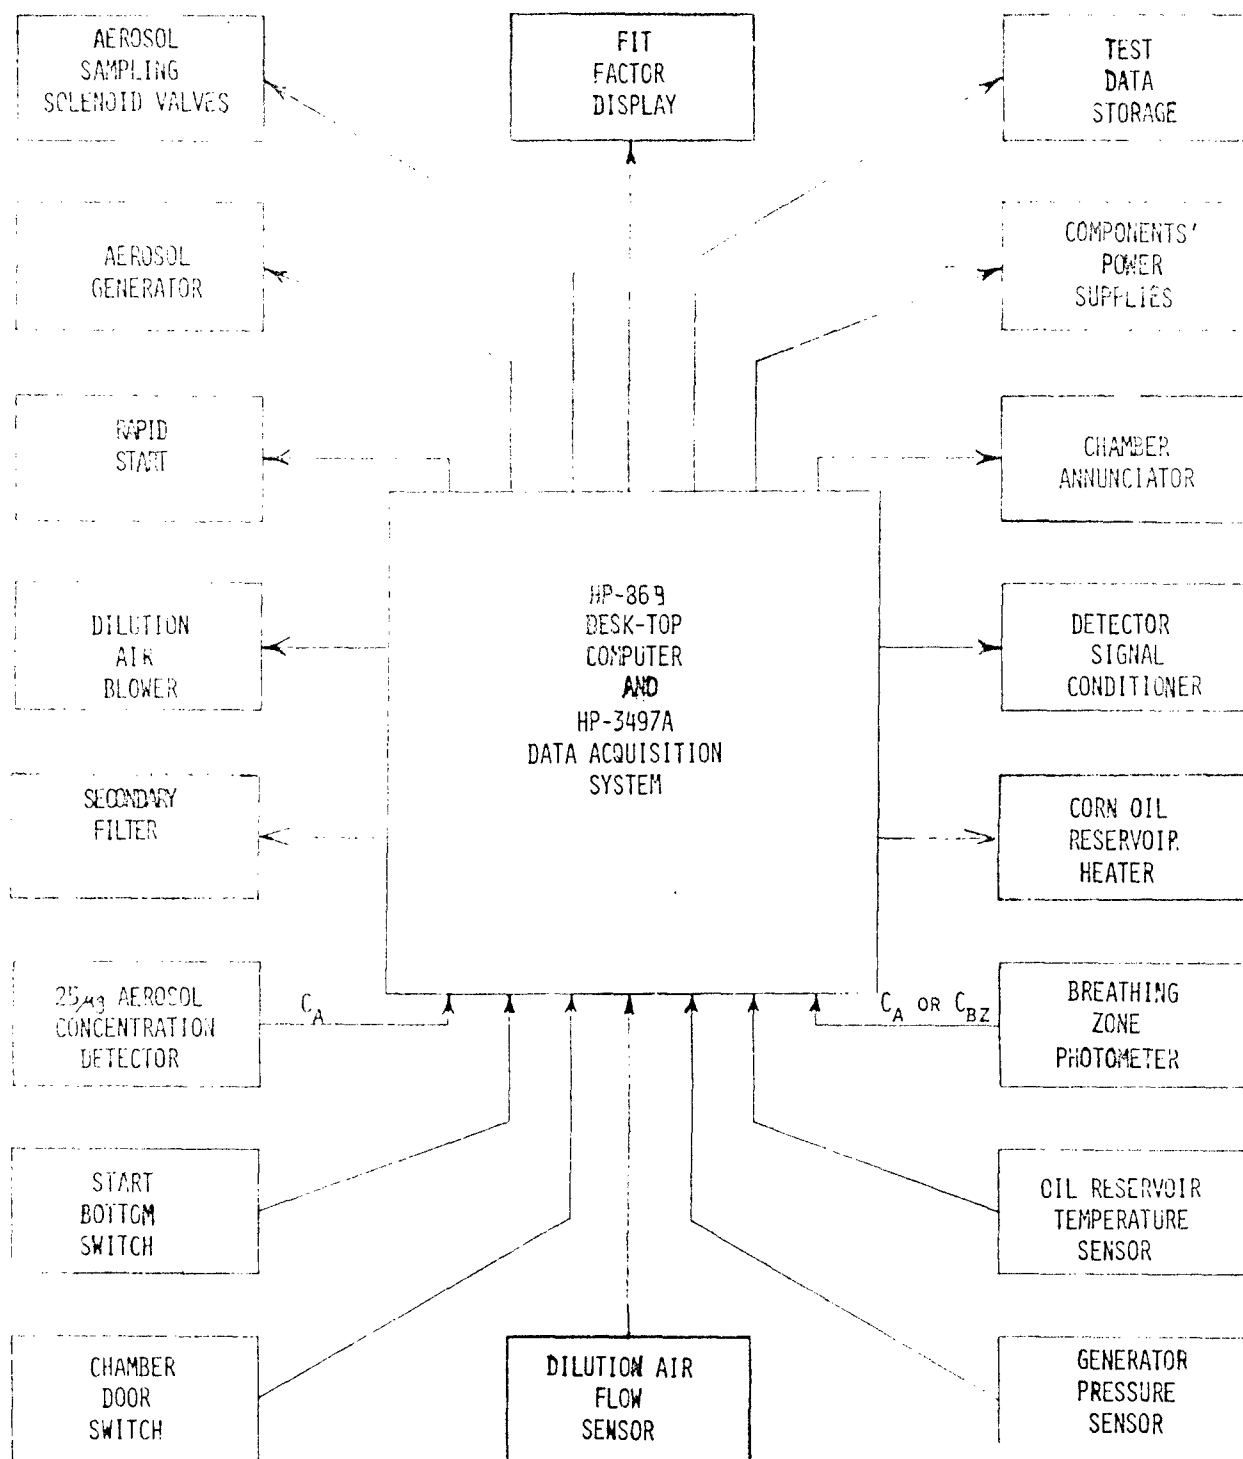 AEROSOL
SAMPLING
SOLENOID VALVES
FIT
FACTOR
DISPLAY
TEST
DATA
STORAGE
AEROSOL
GENERATOR
COMPONENTS'
POWER
SUPPLIES
RAPID
START
CHAMBER
ANNUNCIATOR
HP-869
DESK-TOP
COMPUTER
AND
HP-3497A
DATA ACQUISITION
SYSTEM
DILUTION
AIR
BLOWER
DETECTOR
SIGNAL
CONDITIONER
SECONDARY
FILTER
CORN OIL
RESERVOIR
HEATER
25μg AEROSOL
CONCENTRATION
DETECTOR
C_A
C_A OR C_BZ
BREATHING
ZONE
PHOTOMETER
START
BOTTOM
SWITCH
OIL RESERVOIR
TEMPERATURE
SENSOR
CHAMBER
DOOR
SWITCH
DILUTION AIR
FLOW
SENSOR
GENERATOR
PRESSURE
SENSOR